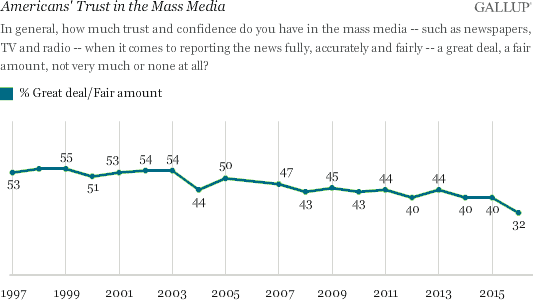 Americans' Trust in the Mass Media
GALLUP®
In general, how much trust and confidence do you have in the mass media -- such as newspapers,
TV and radio -- when it comes to reporting the news fully, accurately and fairly -- a great deal, a fair
amount, not very much or none at all?
% Great deal/Fair amount
53 55 51 53 54 54 44 50 47 43 45 43 44 40 44 40 40 32
1997 1999 2001 2003 2005 2007 2009 2011 2013 2015